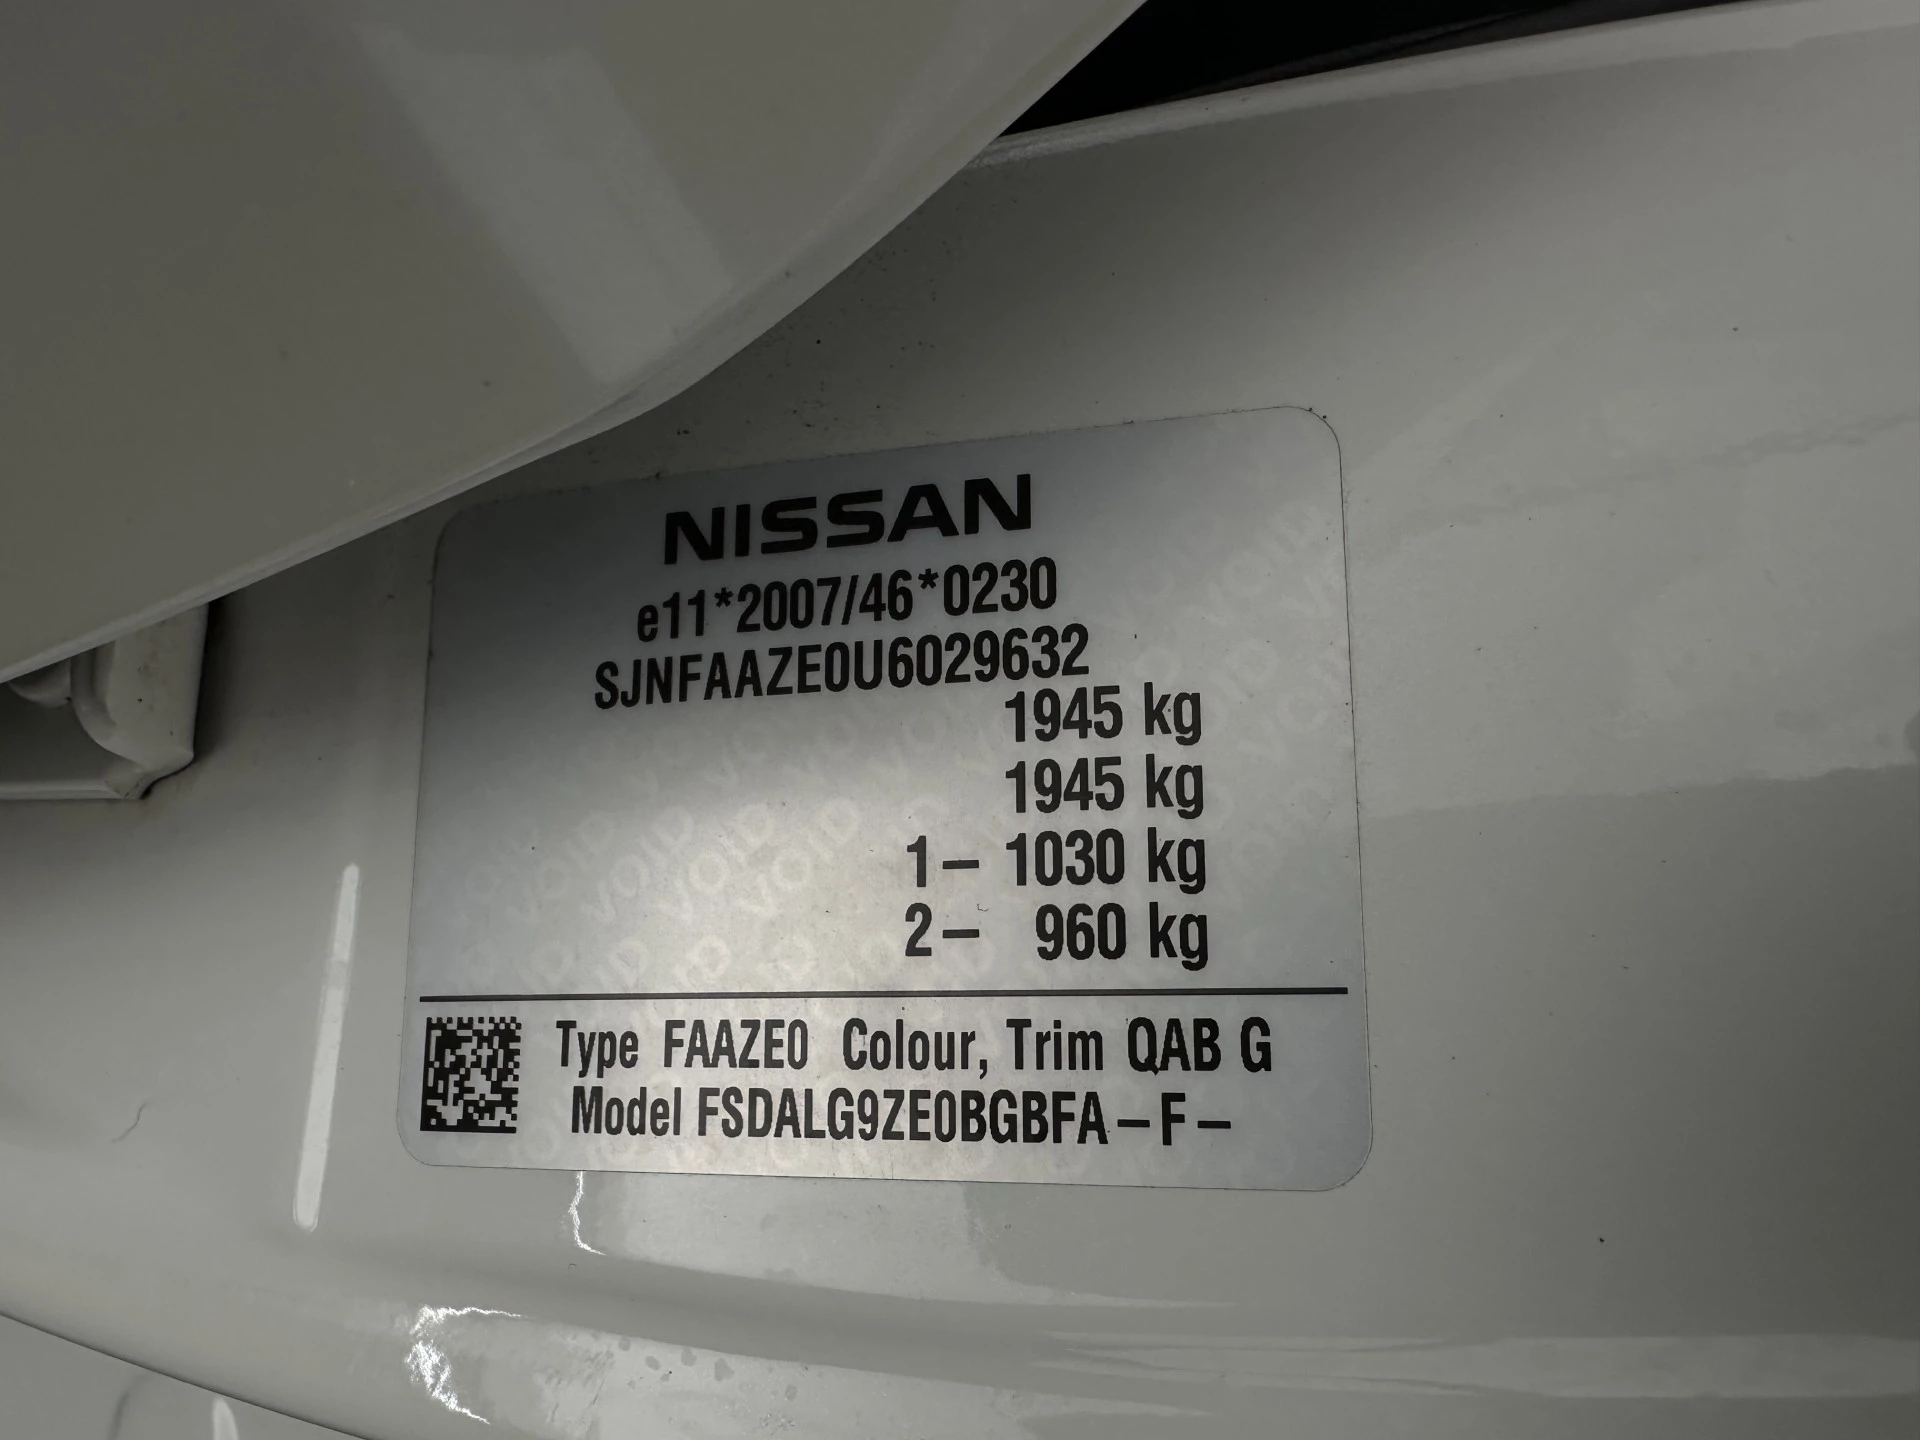 NISSAN
e11*2007/46*0230
SJNFAAZE0U6029632
1945 kg
1945 kg
1– 1030 kg
2– 960 kg
Type FAAZE0 Colour, Trim QAB G
Model FSDALG9ZE0BGBFA–F–